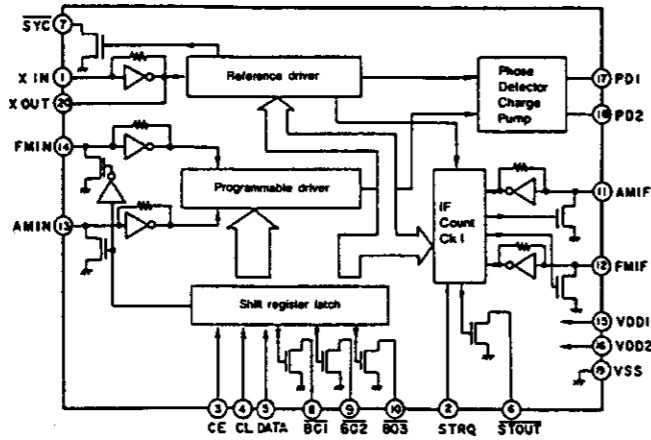 SYC
7
X IN
1
X OUT
20
FMIN
14
AMIN
13
Reference driver
Programmable driver
Shift register latch
Phase
Detector
Charge
Pump
IF
Count
Ck I
17
PD1
18
PD2
11
AMIF
12
FMIF
15
VDD1
16
VDD2
19
VSS
3
4
5
8
9
10
2
6
CE
CL
DATA
BO1
BO2
BO3
STRQ
STOUT